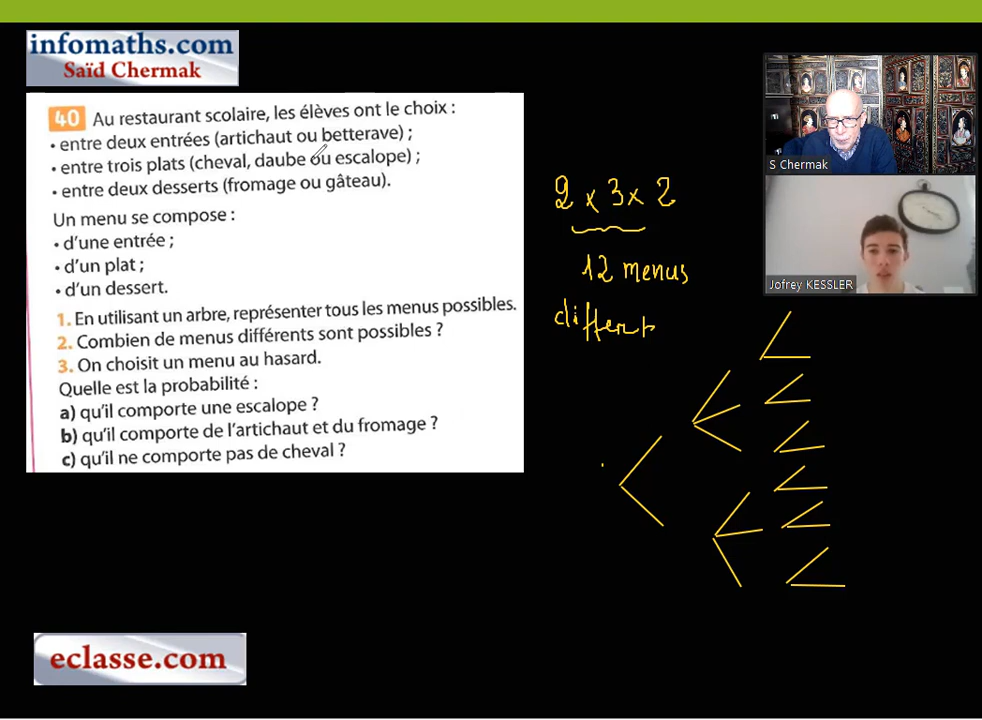 infomaths.com
Saïd Chermak
40 Au restaurant scolaire, les élèves ont le choix :
• entre deux entrées (artichaut ou betterave) ;
• entre trois plats (cheval, daube ou escalope) ;
• entre deux desserts (fromage ou gâteau).
Un menu se compose :
• d'une entrée ;
• d'un plat ;
• d'un dessert.
1. En utilisant un arbre, représenter tous les menus possibles.
2. Combien de menus différents sont possibles ?
3. On choisit un menu au hasard.
Quelle est la probabilité :
a) qu'il comporte une escalope ?
b) qu'il comporte de l'artichaut et du fromage ?
c) qu'il ne comporte pas de cheval ?
2 x 3 x 2
12 menus
different
S Chermak
Jofrey KESSLER
eclasse.com